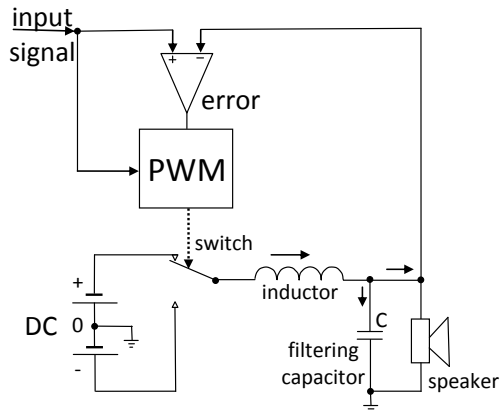 input
signal
+ −
error
PWM
switch
inductor
+
DC 0
-
C
filtering
capacitor
speaker